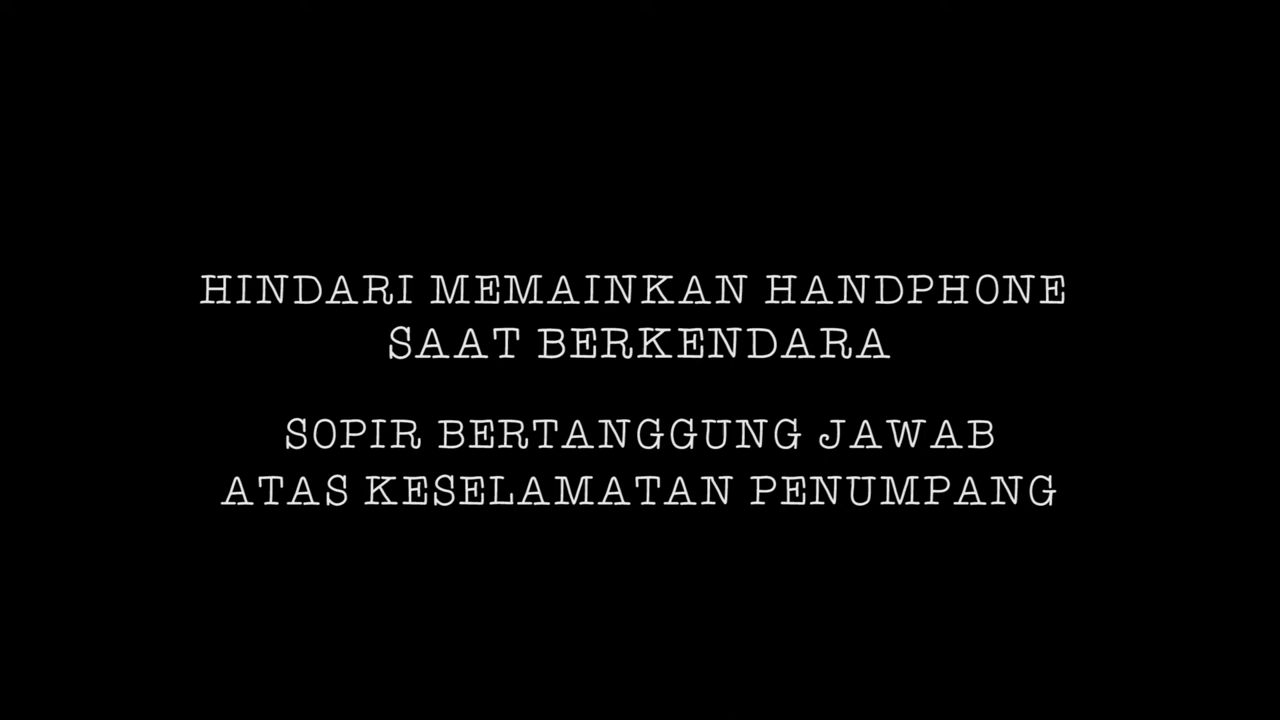 HINDARI MEMAINKAN HANDPHONE
SAAT BERKENDARA
SOPIR BERTANGGUNG JAWAB
ATAS KESELAMATAN PENUMPANG